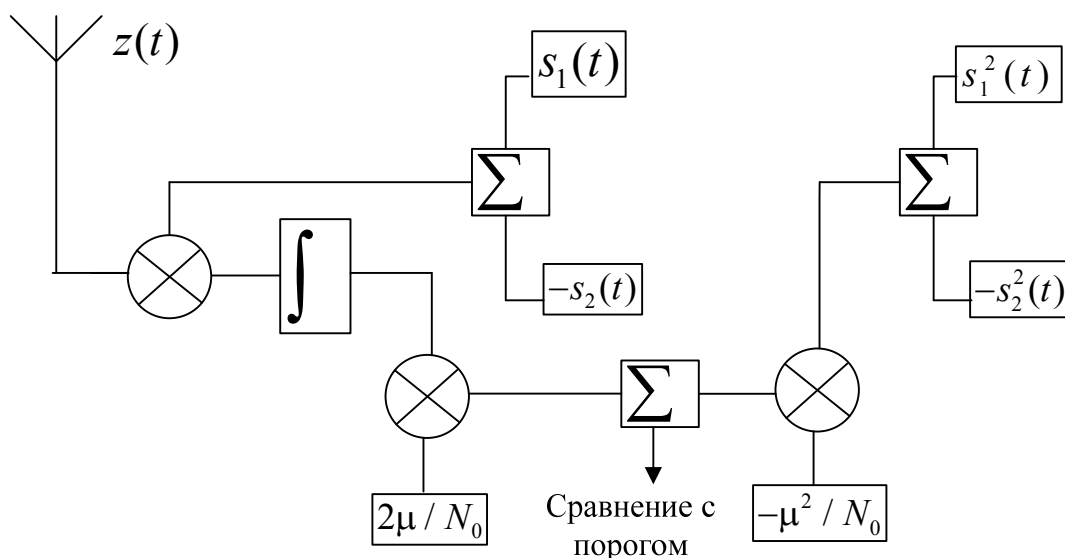 z(t)
s₁(t)
s₁²(t)
Σ
Σ
∫
−s₂(t)
−s₂²(t)
Σ
2μ / N₀
Сравнение с
порогом
−μ² / N₀